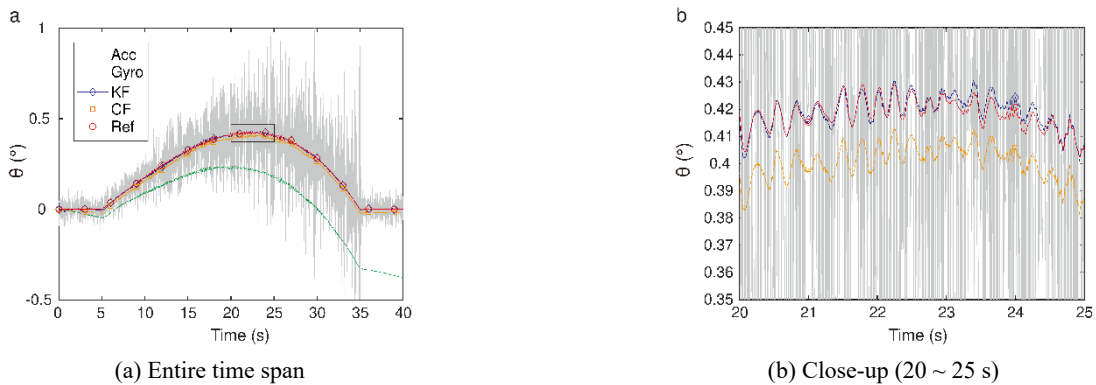 a
1
0.5
0
-0.5
θ (°)
Acc
Gyro
KF
CF
Ref
0 5 10 15 20 25 30 35 40
Time (s)
(a) Entire time span
b
0.45
0.44
0.43
0.42
0.41
0.4
0.39
0.38
0.37
0.36
0.35
θ (°)
20 21 22 23 24 25
Time (s)
(b) Close-up (20 ~ 25 s)